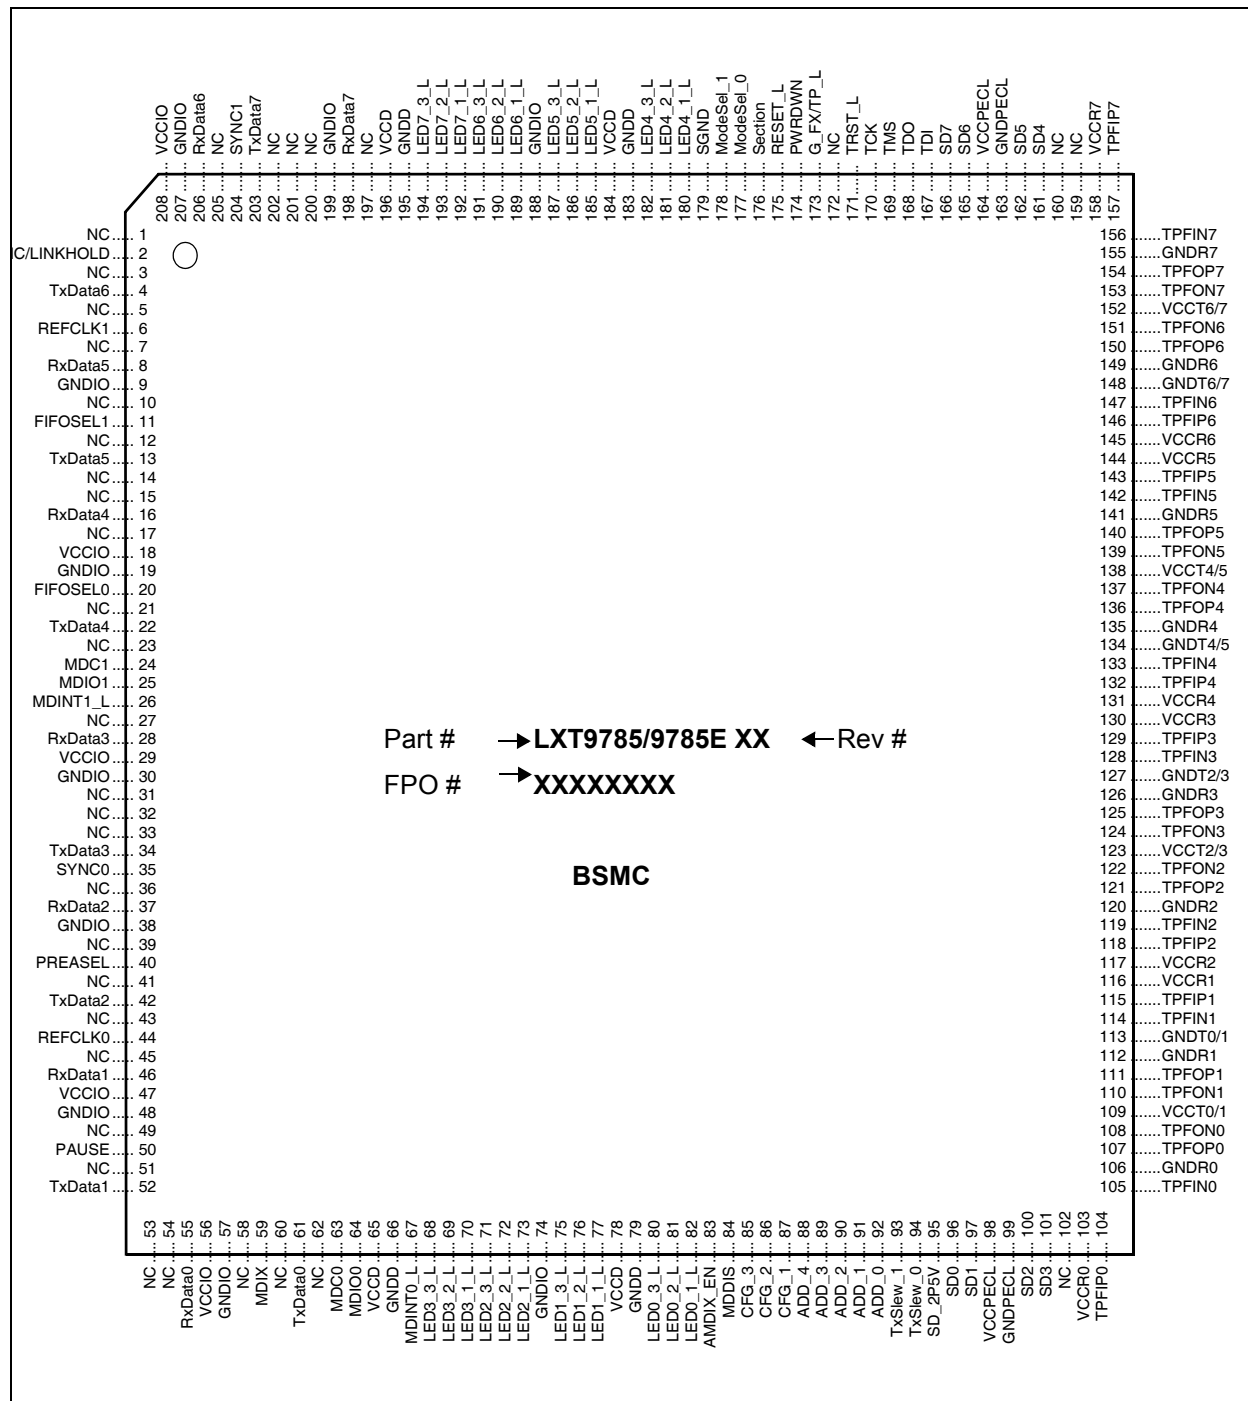 208 ...... VCCIO
207 ...... GNDIO
206 ...... RxData6
205 ...... NC
204 ...... SYNC1
203 ...... TxData7
202 ...... NC
201 ...... NC
200 ...... NC
199 ...... GNDIO
198 ...... RxData7
197 ...... NC
196 ...... VCCD
195 ...... GNDD
194 ...... LED7_3_L
193 ...... LED7_2_L
192 ...... LED7_1_L
191 ...... LED6_3_L
190 ...... LED6_2_L
189 ...... LED6_1_L
188 ...... GNDIO
187 ...... LED5_3_L
186 ...... LED5_2_L
185 ...... LED5_1_L
184 ...... VCCD
183 ...... GNDD
182 ...... LED4_3_L
181 ...... LED4_2_L
180 ...... LED4_1_L
179 ...... SGND
178 ...... ModeSel_1
177 ...... ModeSel_0
176 ...... Section
175 ...... RESET_L
174 ...... PWRDWN
173 ...... G_FX/TP_L
172 ...... NC
171 ...... TRST_L
170 ...... TCK
169 ...... TMS
168 ...... TDO
167 ...... TDI
166 ...... SD7
165 ...... SD6
164 ...... VCCPECL
163 ...... GNDPECL
162 ...... SD5
161 ...... SD4
160 ...... NC
159 ...... NC
158 ...... VCCR7
157 ...... TPFIP7
NC ..... 1
C/LINKHOLD ..... 2
NC ..... 3
TxData6 ..... 4
NC ..... 5
REFCLK1 ..... 6
NC ..... 7
RxData5 ..... 8
GNDIO ..... 9
NC ..... 10
FIFOSEL1 ..... 11
NC ..... 12
TxData5 ..... 13
NC ..... 14
NC ..... 15
RxData4 ..... 16
NC ..... 17
VCCIO ..... 18
GNDIO ..... 19
FIFOSEL0 ..... 20
NC ..... 21
TxData4 ..... 22
NC ..... 23
MDC1 ..... 24
MDIO1 ..... 25
MDINT1_L ..... 26
NC ..... 27
RxData3 ..... 28
VCCIO ..... 29
GNDIO ..... 30
NC ..... 31
NC ..... 32
NC ..... 33
TxData3 ..... 34
SYNC0 ..... 35
NC ..... 36
RxData2 ..... 37
GNDIO ..... 38
NC ..... 39
PREASEL ..... 40
NC ..... 41
TxData2 ..... 42
NC ..... 43
REFCLK0 ..... 44
NC ..... 45
RxData1 ..... 46
VCCIO ..... 47
GNDIO ..... 48
NC ..... 49
PAUSE ..... 50
NC ..... 51
TxData1 ..... 52
Part # LXT9785/9785E XX Rev #
FPO # XXXXXXXX
BSMC
156 .......TPFIN7
155 .......GNDR7
154 .......TPFOP7
153 .......TPFON7
152 .......VCCT6/7
151 .......TPFON6
150 .......TPFOP6
149 .......GNDR6
148 .......GNDT6/7
147 .......TPFIN6
146 .......TPFIP6
145 .......VCCR6
144 .......VCCR5
143 .......TPFIP5
142 .......TPFIN5
141 .......GNDR5
140 .......TPFOP5
139 .......TPFON5
138 .......VCCT4/5
137 .......TPFON4
136 .......TPFOP4
135 .......GNDR4
134 .......GNDT4/5
133 .......TPFIN4
132 .......TPFIP4
131 .......VCCR4
130 .......VCCR3
129 .......TPFIP3
128 .......TPFIN3
127 .......GNDT2/3
126 .......GNDR3
125 .......TPFOP3
124 .......TPFON3
123 .......VCCT2/3
122 .......TPFON2
121 .......TPFOP2
120 .......GNDR2
119 .......TPFIN2
118 .......TPFIP2
117 .......VCCR2
116 .......VCCR1
115 .......TPFIP1
114 .......TPFIN1
113 .......GNDT0/1
112 .......GNDR1
111 .......TPFOP1
110 .......TPFON1
109 .......VCCT0/1
108 .......TPFON0
107 .......TPFOP0
106 .......GNDR0
105 .......TPFIN0
NC.... 53
NC.... 54
RxData0.... 55
VCCIO.... 56
GNDIO.... 57
NC.... 58
MDIX.... 59
NC.... 60
TxData0.... 61
NC.... 62
MDC0.... 63
MDIO0.... 64
VCCD.... 65
GNDD.... 66
MDINT0_L.... 67
LED3_3_L.... 68
LED3_2_L.... 69
LED3_1_L.... 70
LED2_3_L.... 71
LED2_2_L.... 72
LED2_1_L.... 73
GNDIO.... 74
LED1_3_L.... 75
LED1_2_L.... 76
LED1_1_L.... 77
VCCD.... 78
GNDD.... 79
LED0_3_L.... 80
LED0_2_L.... 81
LED0_1_L.... 82
AMDIX_EN.... 83
MDDIS.... 84
CFG_3.... 85
CFG_2.... 86
CFG_1.... 87
ADD_4.... 88
ADD_3.... 89
ADD_2.... 90
ADD_1.... 91
ADD_0.... 92
TxSlew_1.... 93
TxSlew_0.... 94
SD_2P5V.... 95
SD0.... 96
SD1.... 97
VCCPECL.... 98
GNDPECL.... 99
SD2.... 100
SD3.... 101
NC.... 102
VCCR0.... 103
TPFIP0.... 104